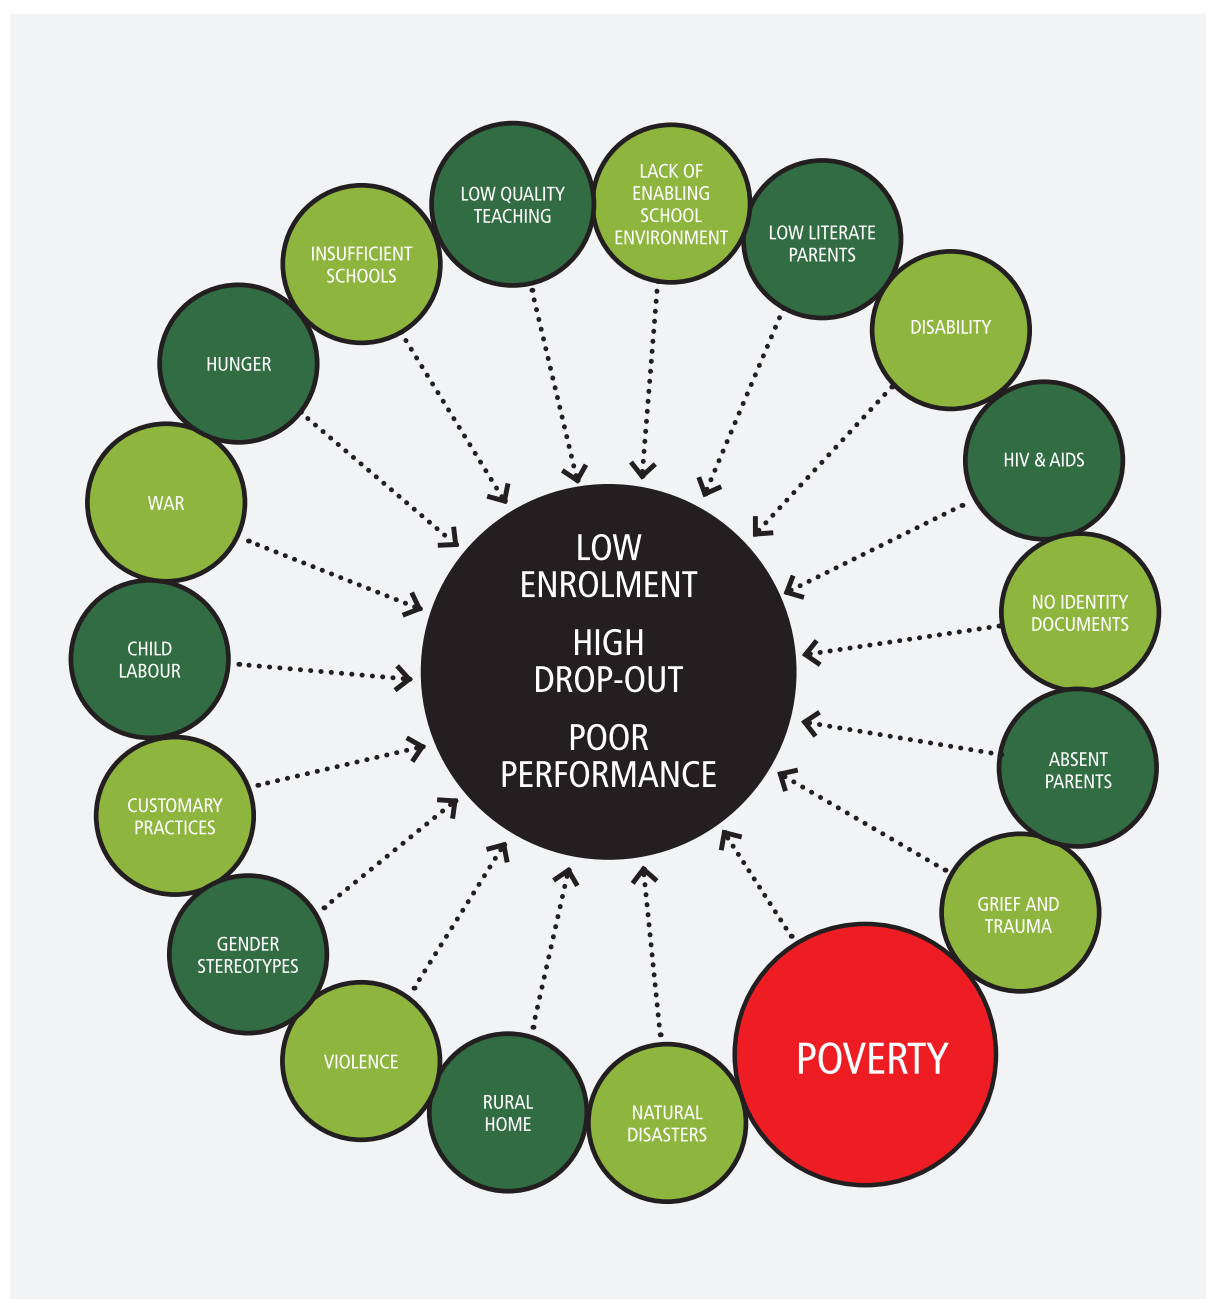 LOW QUALITY
TEACHING
LACK OF
ENABLING
SCHOOL
ENVIRONMENT
LOW LITERATE
PARENTS
DISABILITY
HIV & AIDS
NO IDENTITY
DOCUMENTS
ABSENT
PARENTS
GRIEF AND
TRAUMA
POVERTY
NATURAL
DISASTERS
RURAL
HOME
VIOLENCE
GENDER
STEREOTYPES
CUSTOMARY
PRACTICES
CHILD
LABOUR
WAR
HUNGER
INSUFFICIENT
SCHOOLS
LOW
ENROLMENT
HIGH
DROP-OUT
POOR
PERFORMANCE